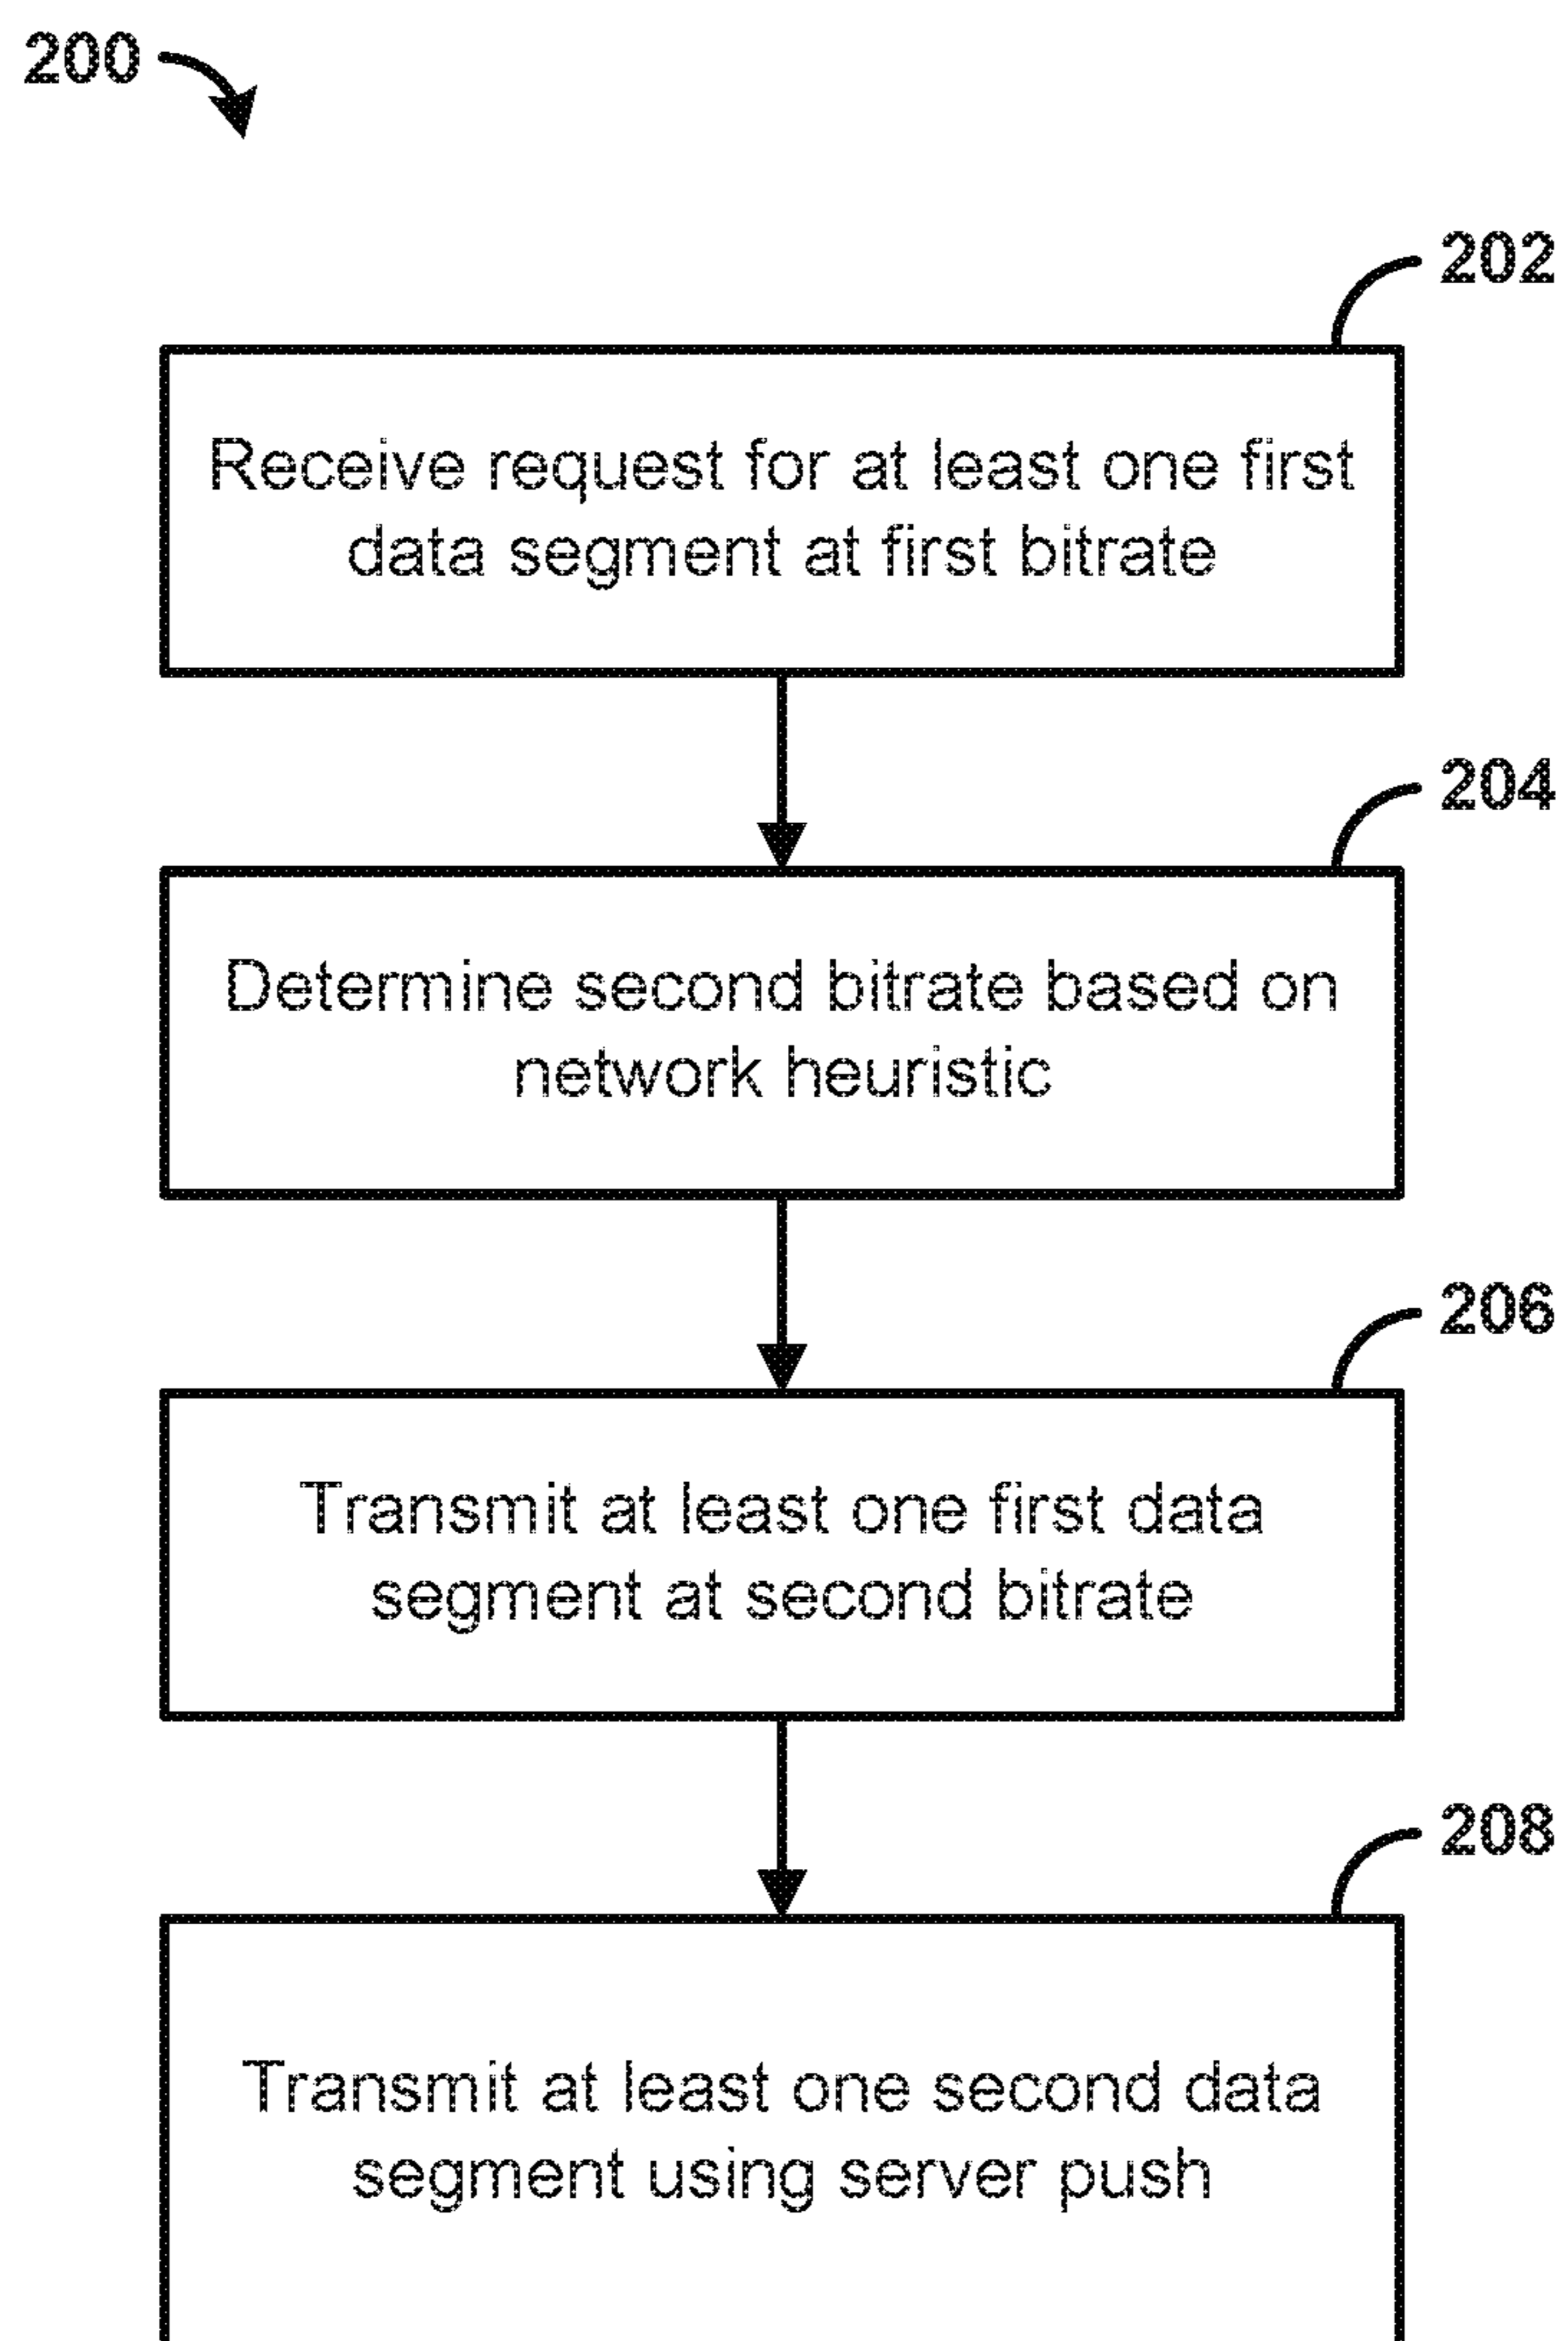 200
202
Receive request for at least one first
data segment at first bitrate
204
Determine second bitrate based on
network heuristic
206
Transmit at least one first data
segment at second bitrate
208
Transmit at least one second data
segment using server push